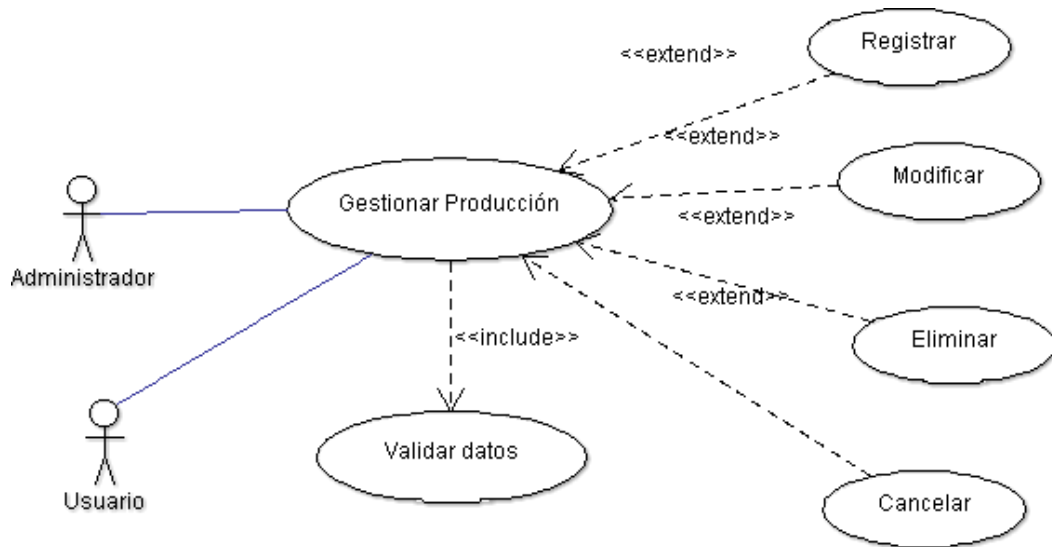 Registrar
<<extend>>
<<extend>>
Modificar
Gestionar Producción
<<extend>>
Administrador
<<extend>>
Eliminar
<<include>>
Validar datos
Usuario
Cancelar